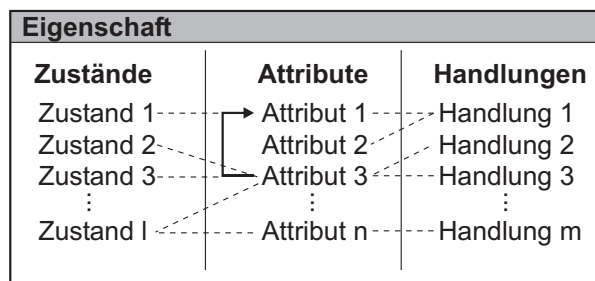 Eigenschaft
Zustände Attribute Handlungen
Zustand 1 Attribut 1 Handlung 1
Zustand 2 Attribut 2 Handlung 2
Zustand 3 Attribut 3 Handlung 3
⋮ ⋮ ⋮
Zustand l Attribut n Handlung m